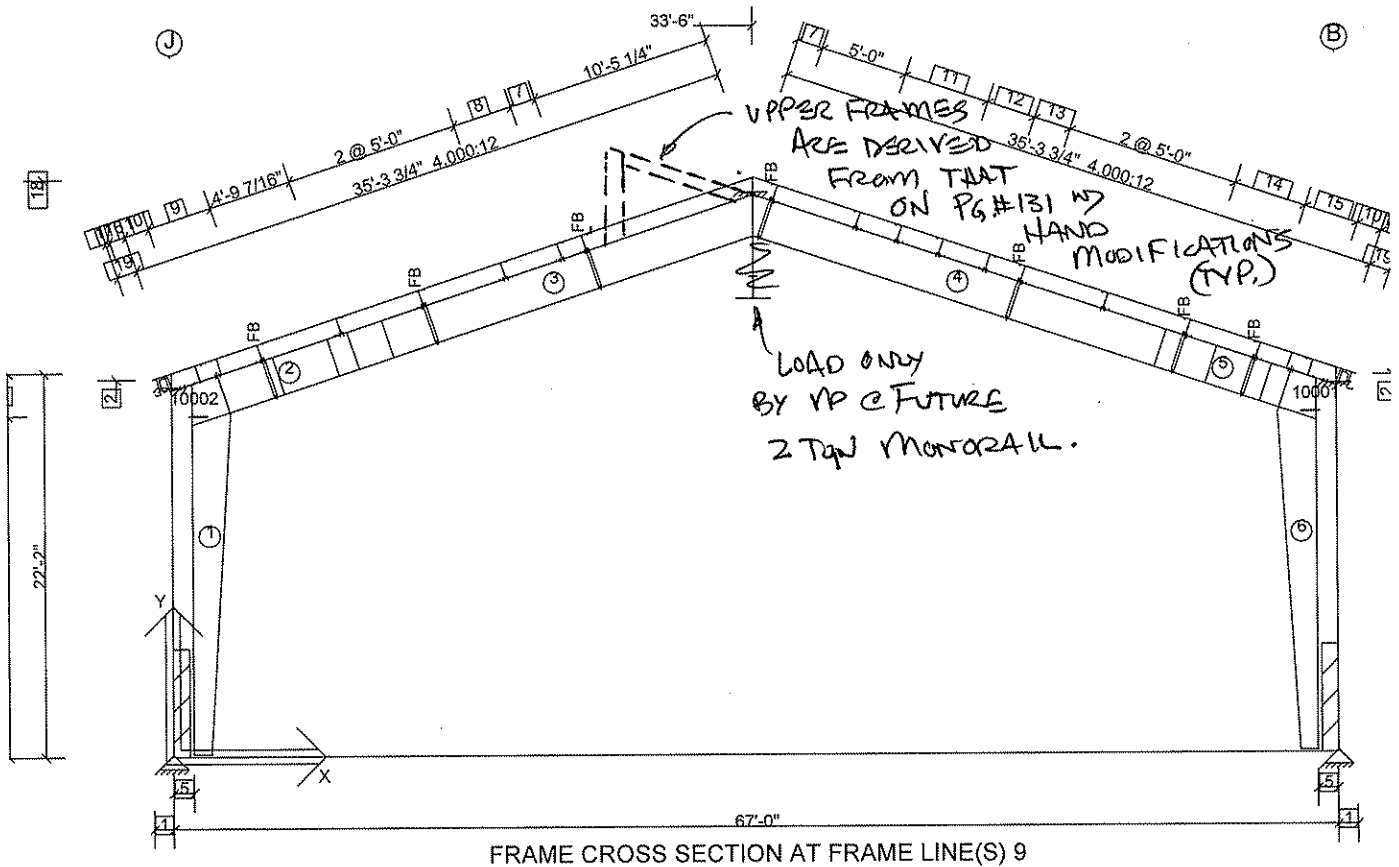 33'-6"
J
B
7
5'-0"
11
12
13
2 @ 5'-0"
14
15
10
35'-3 3/4" 4.000:12
19
10'-5 1/4"
7
8
2 @ 5'-0"
4'-9 7/16"
9
10
35'-3 3/4" 4.000:12
19
18
UPPER FRAMES
ARE DERIVED
FROM THAT
ON PG.#131 W/
HAND
MODIFICATIONS
(TYP.)
FB
FB
FB
FB
FB
FB
FB
3
4
2
5
LOAD ONLY
BY VP @ FUTURE
2 TON MONORAIL.
2
10002
10001
2
1
6
22'-2"
Y
X
5
5
1
67'-0"
1
FRAME CROSS SECTION AT FRAME LINE(S) 9